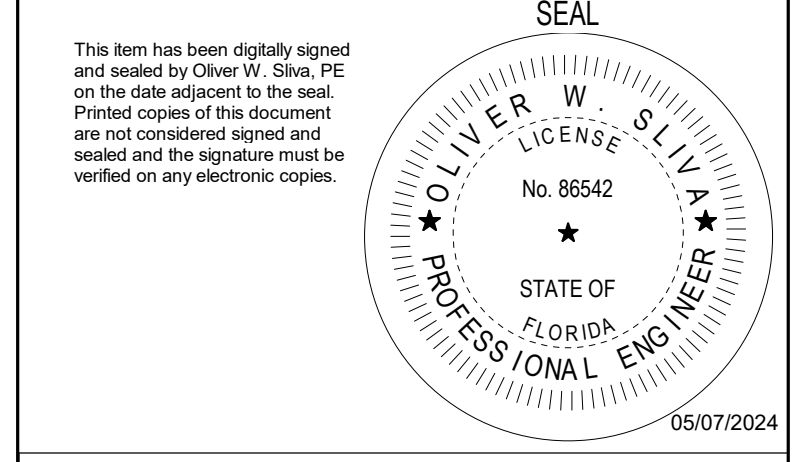 SEAL
This item has been digitally signed
and sealed by Oliver W. Sliva, PE
on the date adjacent to the seal.
Printed copies of this document
are not considered signed and
sealed and the signature must be
verified on any electronic copies.
OLIVER W. SLIVA
LICENSE
No. 86542
STATE OF
FLORIDA
PROFESSIONAL ENGINEER
05/07/2024